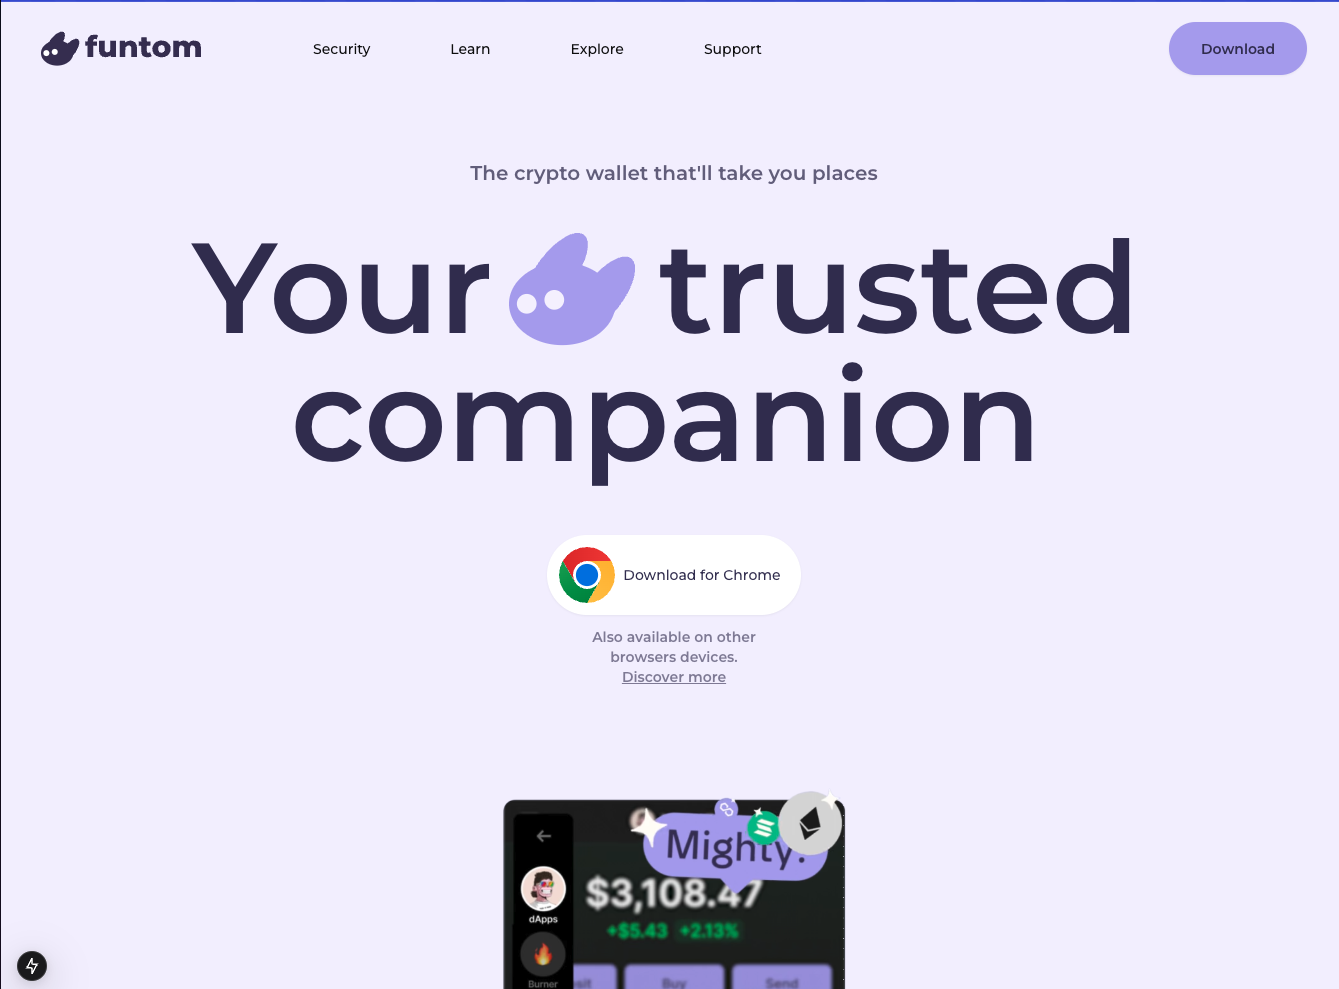 funtom
Security
Learn
Explore
Support
Download
The crypto wallet that'll take you places
Your trusted
companion
Download for Chrome
Also available on other
browsers devices.
Discover more
Mighty!
$3,108.47
+$5.43 +2.13%
dApps
Buy
Send
Burner